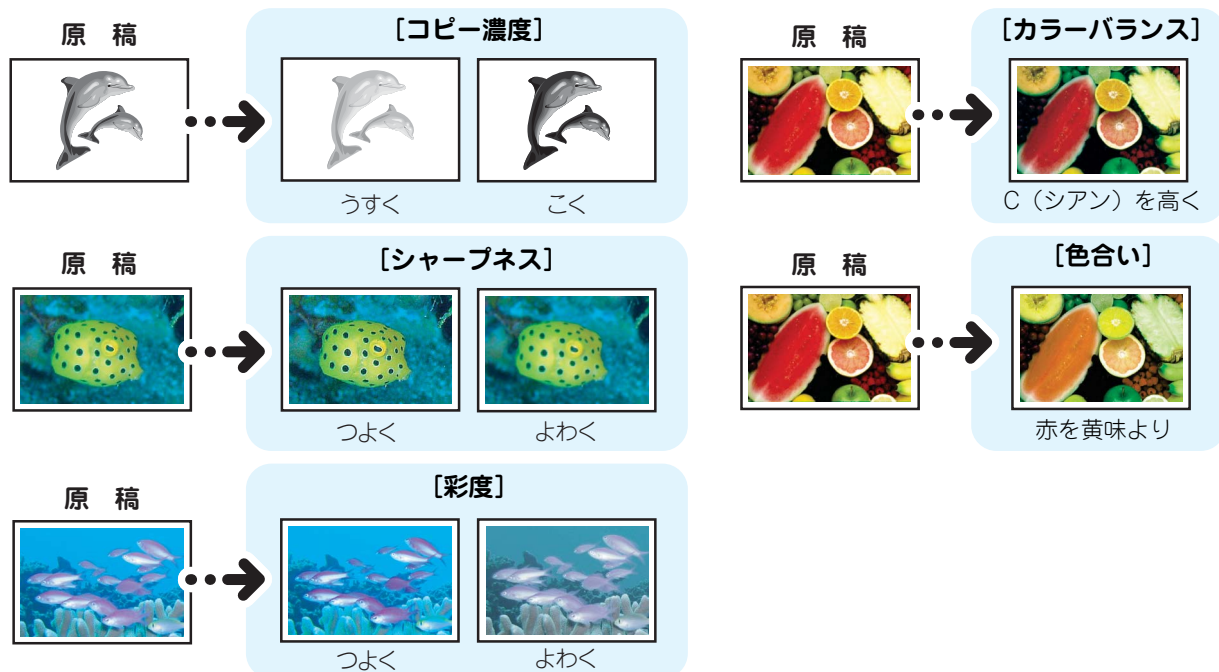 原 稿
[コピー濃度]
うすく
こく
原 稿
[カラーバランス]
C（シアン）を高く
原 稿
[シャープネス]
つよく
よわく
原 稿
[色合い]
赤を黄味より
原 稿
[彩度]
つよく
よわく